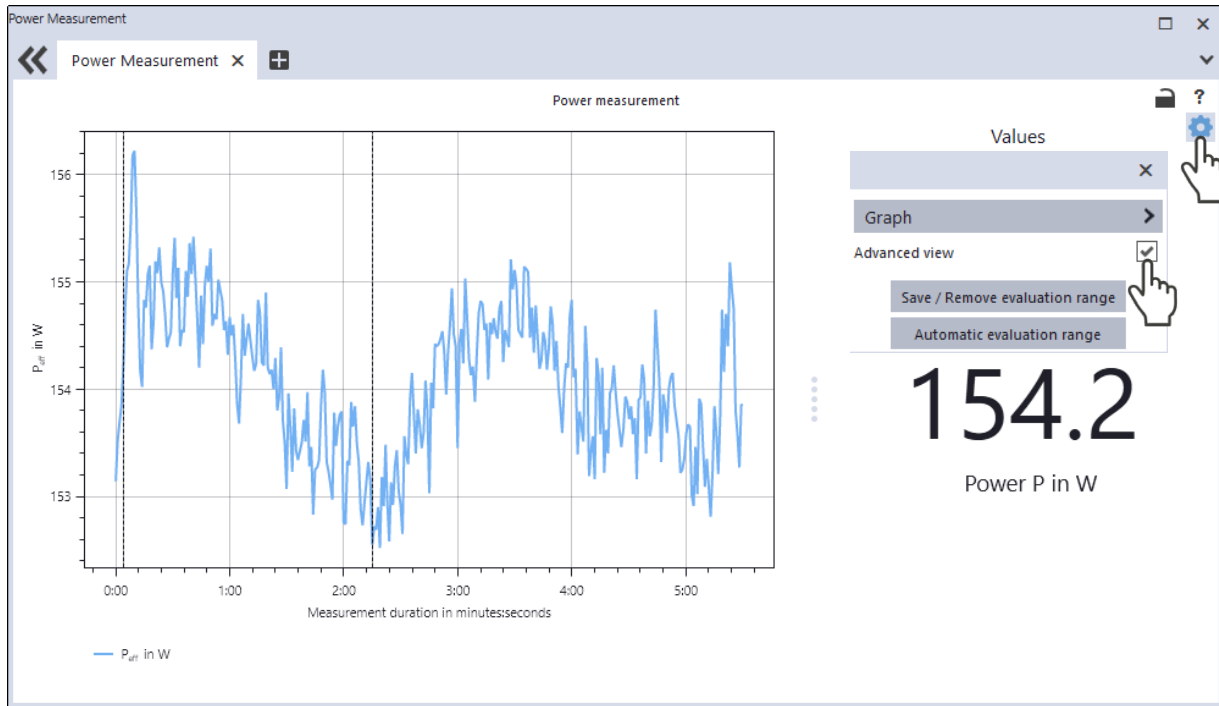 Power Measurement
Power Measurement
Power measurement
?
Values
Graph
Advanced view
Save / Remove evaluation range
Automatic evaluation range
154.2
Power P in W
156
155
154
153
P_eff in W
0:00 1:00 2:00 3:00 4:00 5:00
Measurement duration in minutes:seconds
P_eff in W